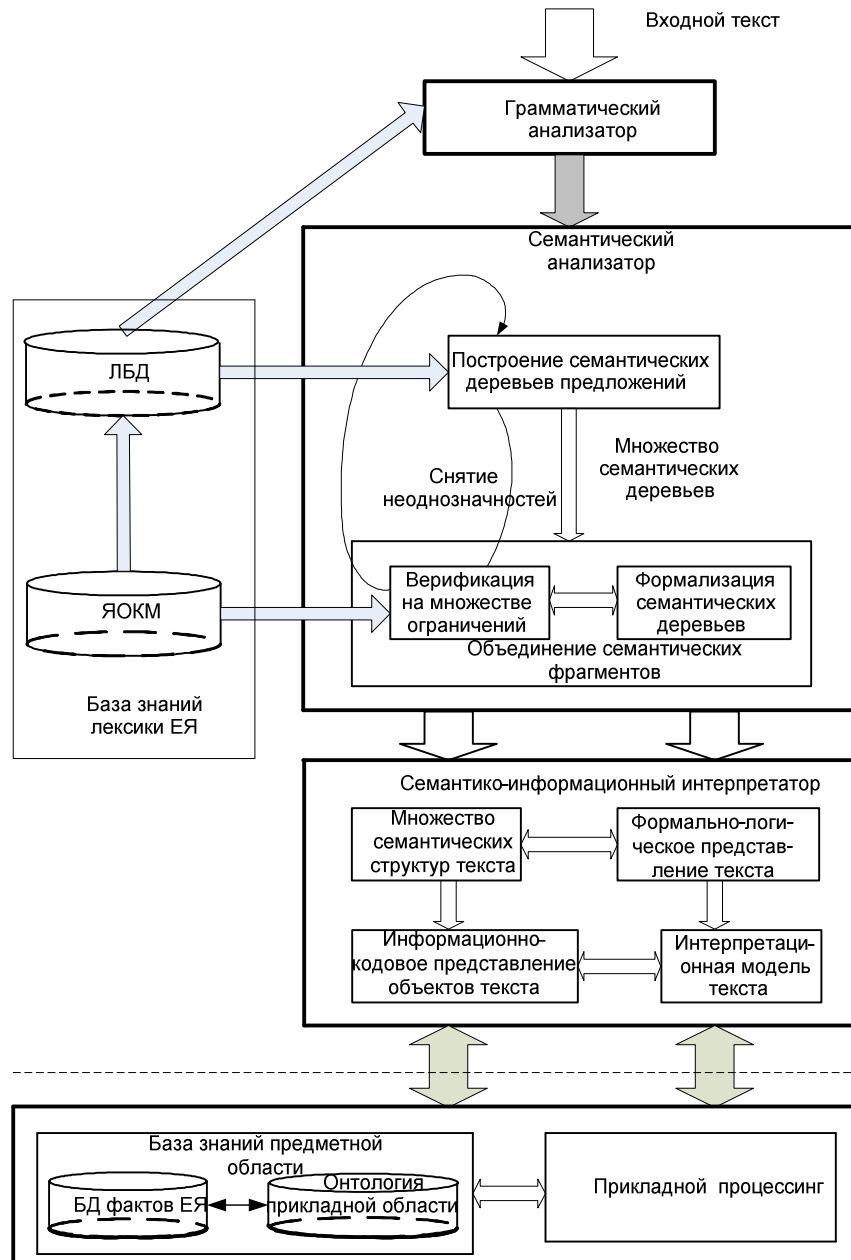 Входной текст
Грамматический
анализатор
Семантический
анализатор
ЛБД
Построение семантических
деревьев предложений
Множество
семантических
деревьев
Снятие
неоднозначностей
ЯОКМ
Верификация
на множестве
ограничений
Формализация
семантических
деревьев
Объединение семантических
фрагментов
База знаний
лексики ЕЯ
Семантико-информационный интерпретатор
Множество
семантических
структур текста
Формально-логи-
ческое представ-
ление текста
Информационно-
кодовое представление
объектов текста
Интерпретаци-
онная модель
текста
База знаний предметной
области
БД фактов ЕЯ
Онтология
прикладной области
Прикладной процессинг